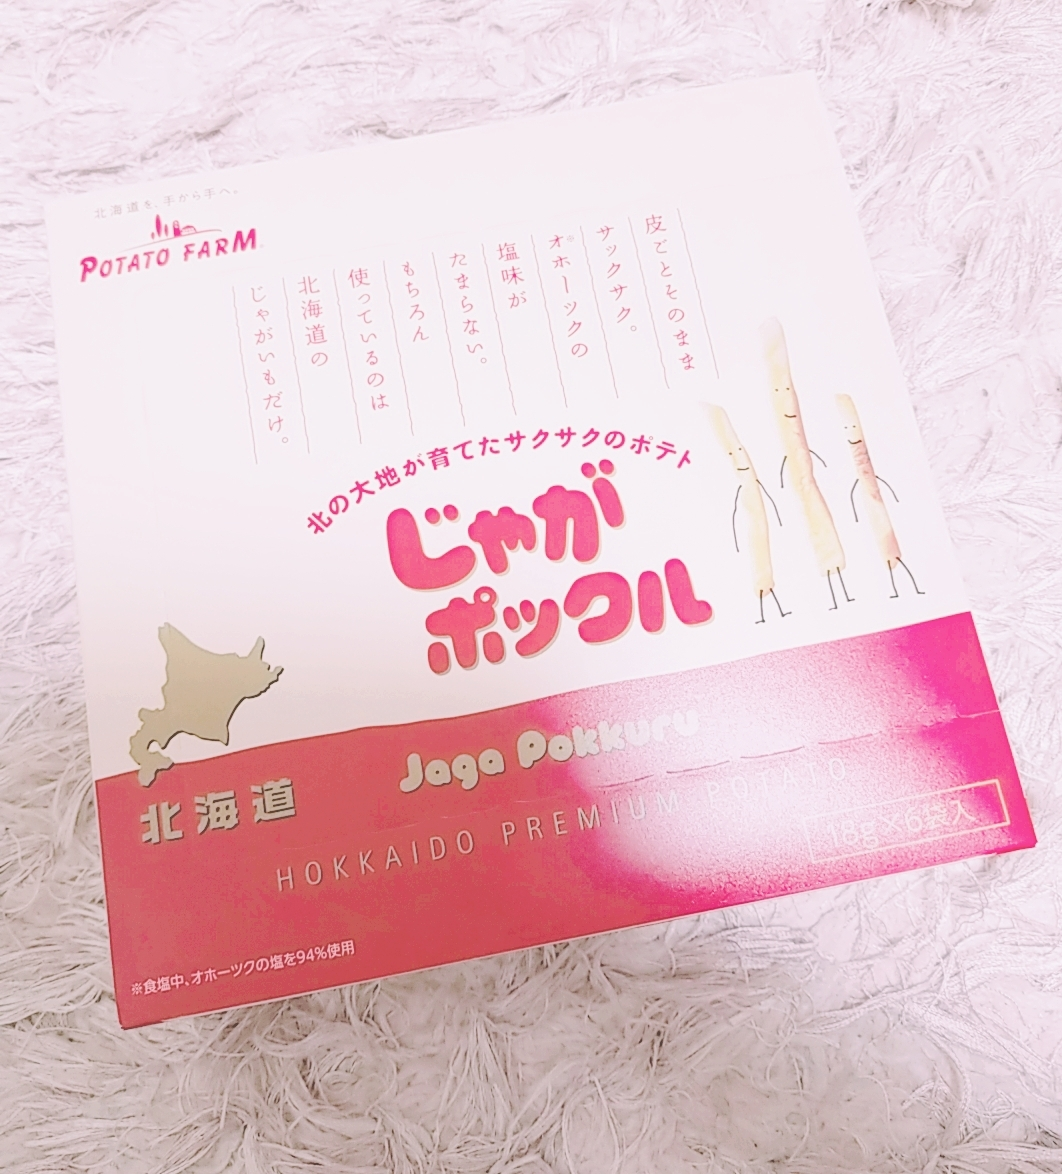 北海道を、手から手へ。
POTATO FARM
皮ごとそのまま
サックサク。
オ※ホーツクの
塩味が
たまらない。
もちろん
使っているのは
北海道の
じゃがいもだけ。
北の大地が育てたサクサクのポテト
じゃが
ポックル
Jaga Pokkuru
北海道
HOKKAIDO PREMIUM POTATO
18g×6袋入
※食塩中、オホーツクの塩を94%使用